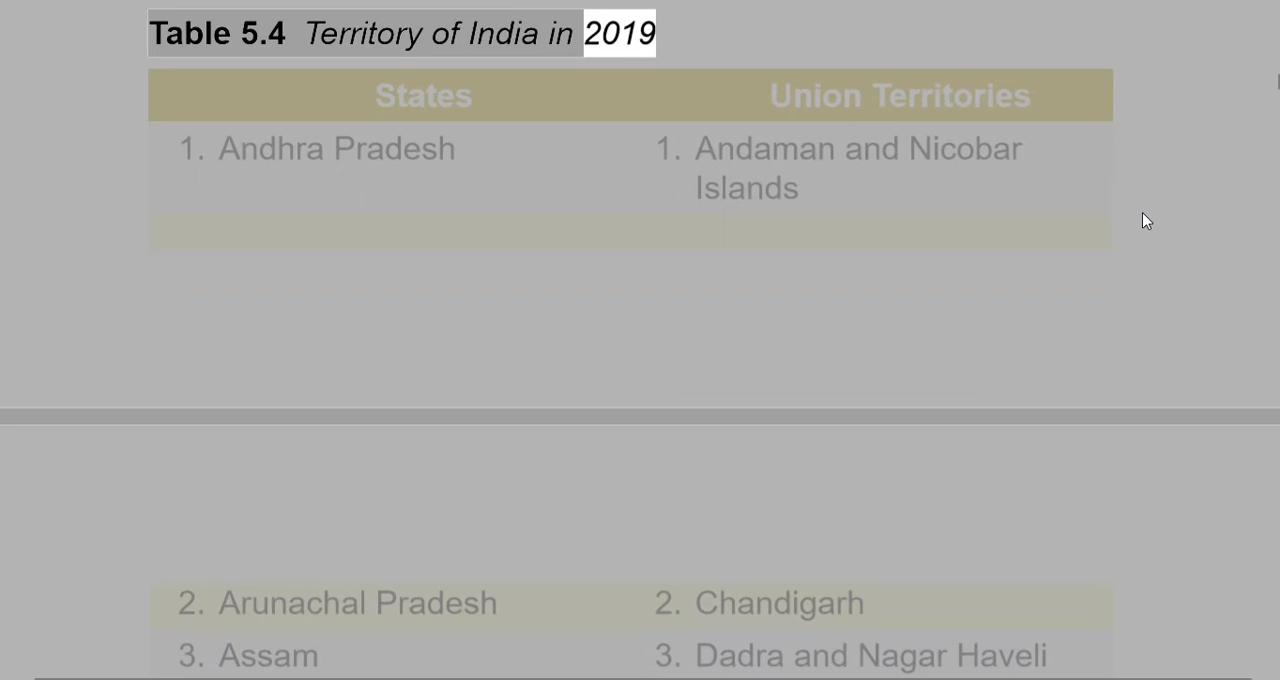 Table 5.4 Territory of India in 2019
States Union Territories
1. Andhra Pradesh 1. Andaman and Nicobar
Islands
2. Arunachal Pradesh 2. Chandigarh
3. Assam 3. Dadra and Nagar Haveli